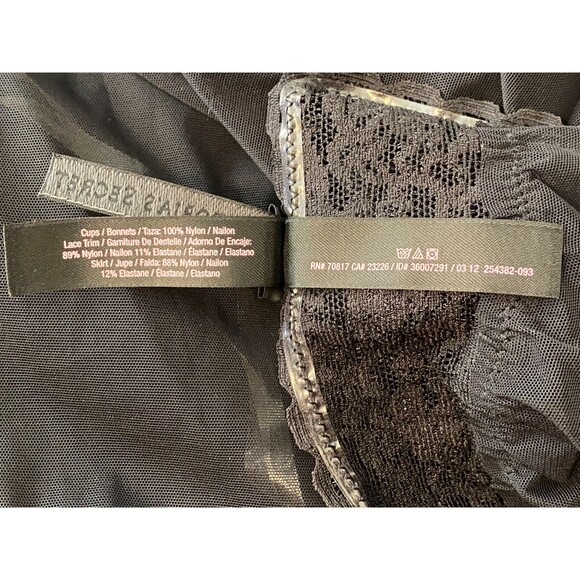 SECRET
Cups / Bonnets / Taza: 100% Nylon / Nailon
Lace Trim / Garniture De Dentelle / Adorno De Encaje:
89% Nylon / Nailon 11% Elastane / Élastane / Elastano
Skirt / Jupe / Falda: 88% Nylon / Nailon
12% Elastane / Élastane / Elastano
RN# 70817 CA# 23226 / ID# 36007291 / 03 12 254382-093